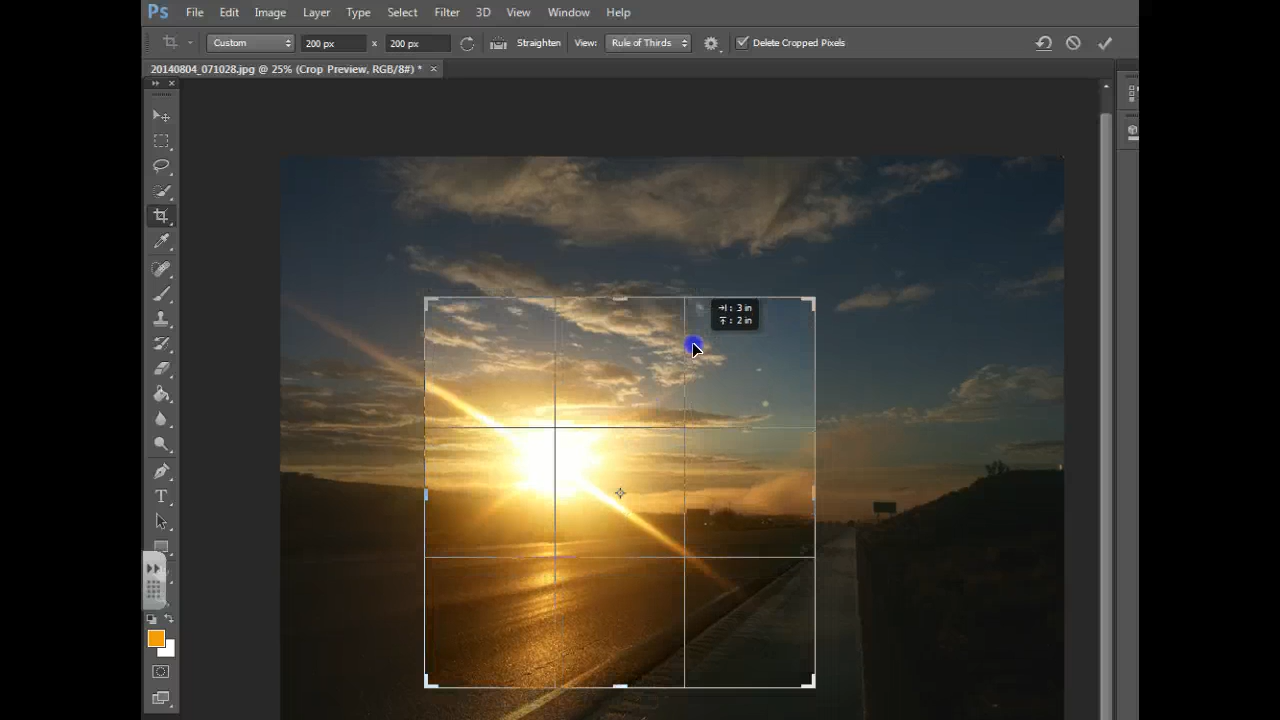 Ps File Edit Image Layer Type Select Filter 3D View Window Help
Custom 200 px x 200 px Straighten View: Rule of Thirds Delete Cropped Pixels
20140804_071028.jpg @ 25% (Crop Preview, RGB/8#) * ×
: 3 in
: 2 in
T